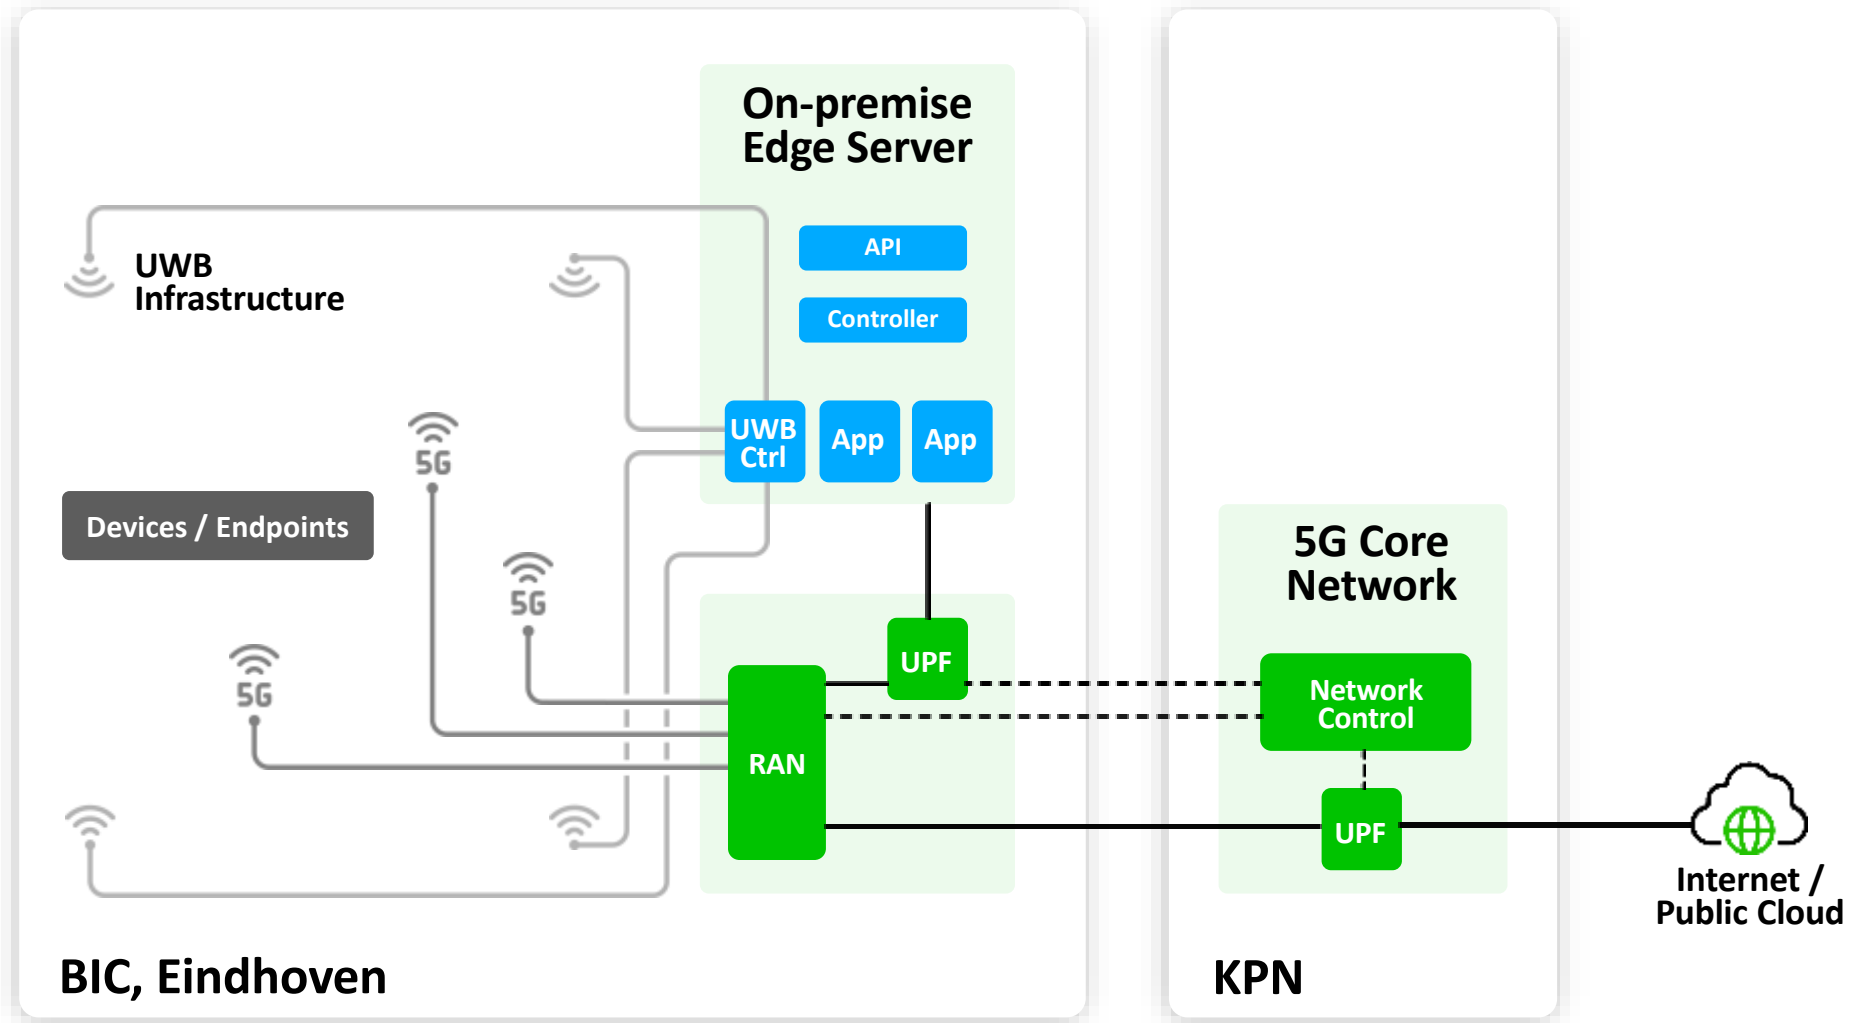 On-premise
Edge Server
API
Controller
UWB
Infrastructure
UWB
Ctrl
App
App
5G
Devices / Endpoints
5G
5G
UPF
RAN
5G Core
Network
Network
Control
UPF
Internet /
Public Cloud
BIC, Eindhoven
KPN